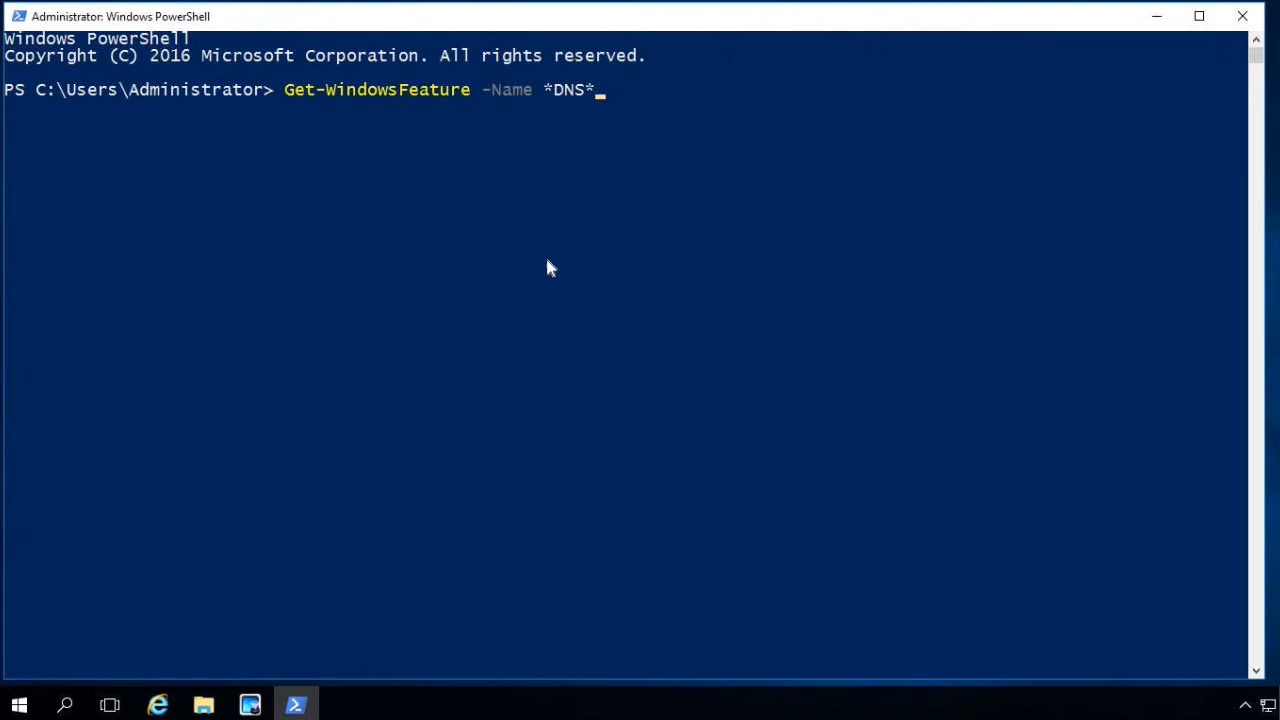 Administrator: Windows PowerShell
Windows PowerShell
Copyright (C) 2016 Microsoft Corporation. All rights reserved.
PS C:\Users\Administrator> Get-WindowsFeature -Name *DNS*